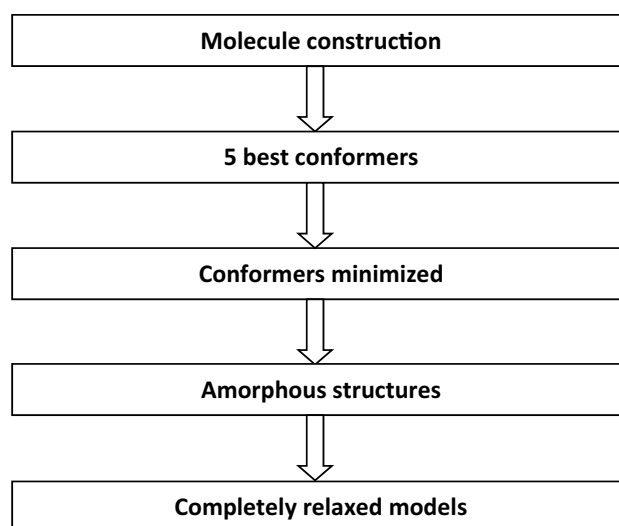 Molecule construction
5 best conformers
Conformers minimized
Amorphous structures
Completely relaxed models